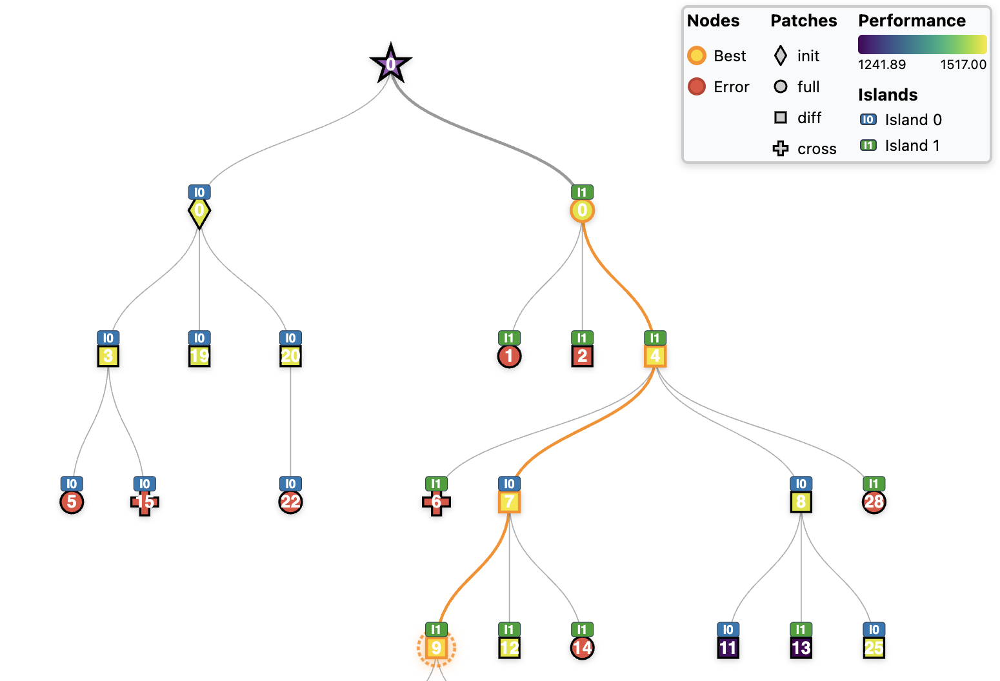 Nodes
Best
Error
Patches
init
full
diff
cross
Performance
1241.89 1517.00
Islands
I0 Island 0
I1 Island 1
0
I0 I1
0 0
I0 I0 I0 I1 I1 I1
3 19 20 1 2 4
I0 I0 I0 I1 I0 I0 I1
5 15 22 6 7 8 28
I1 I1 I1 I0 I1 I0
9 12 14 11 13 25